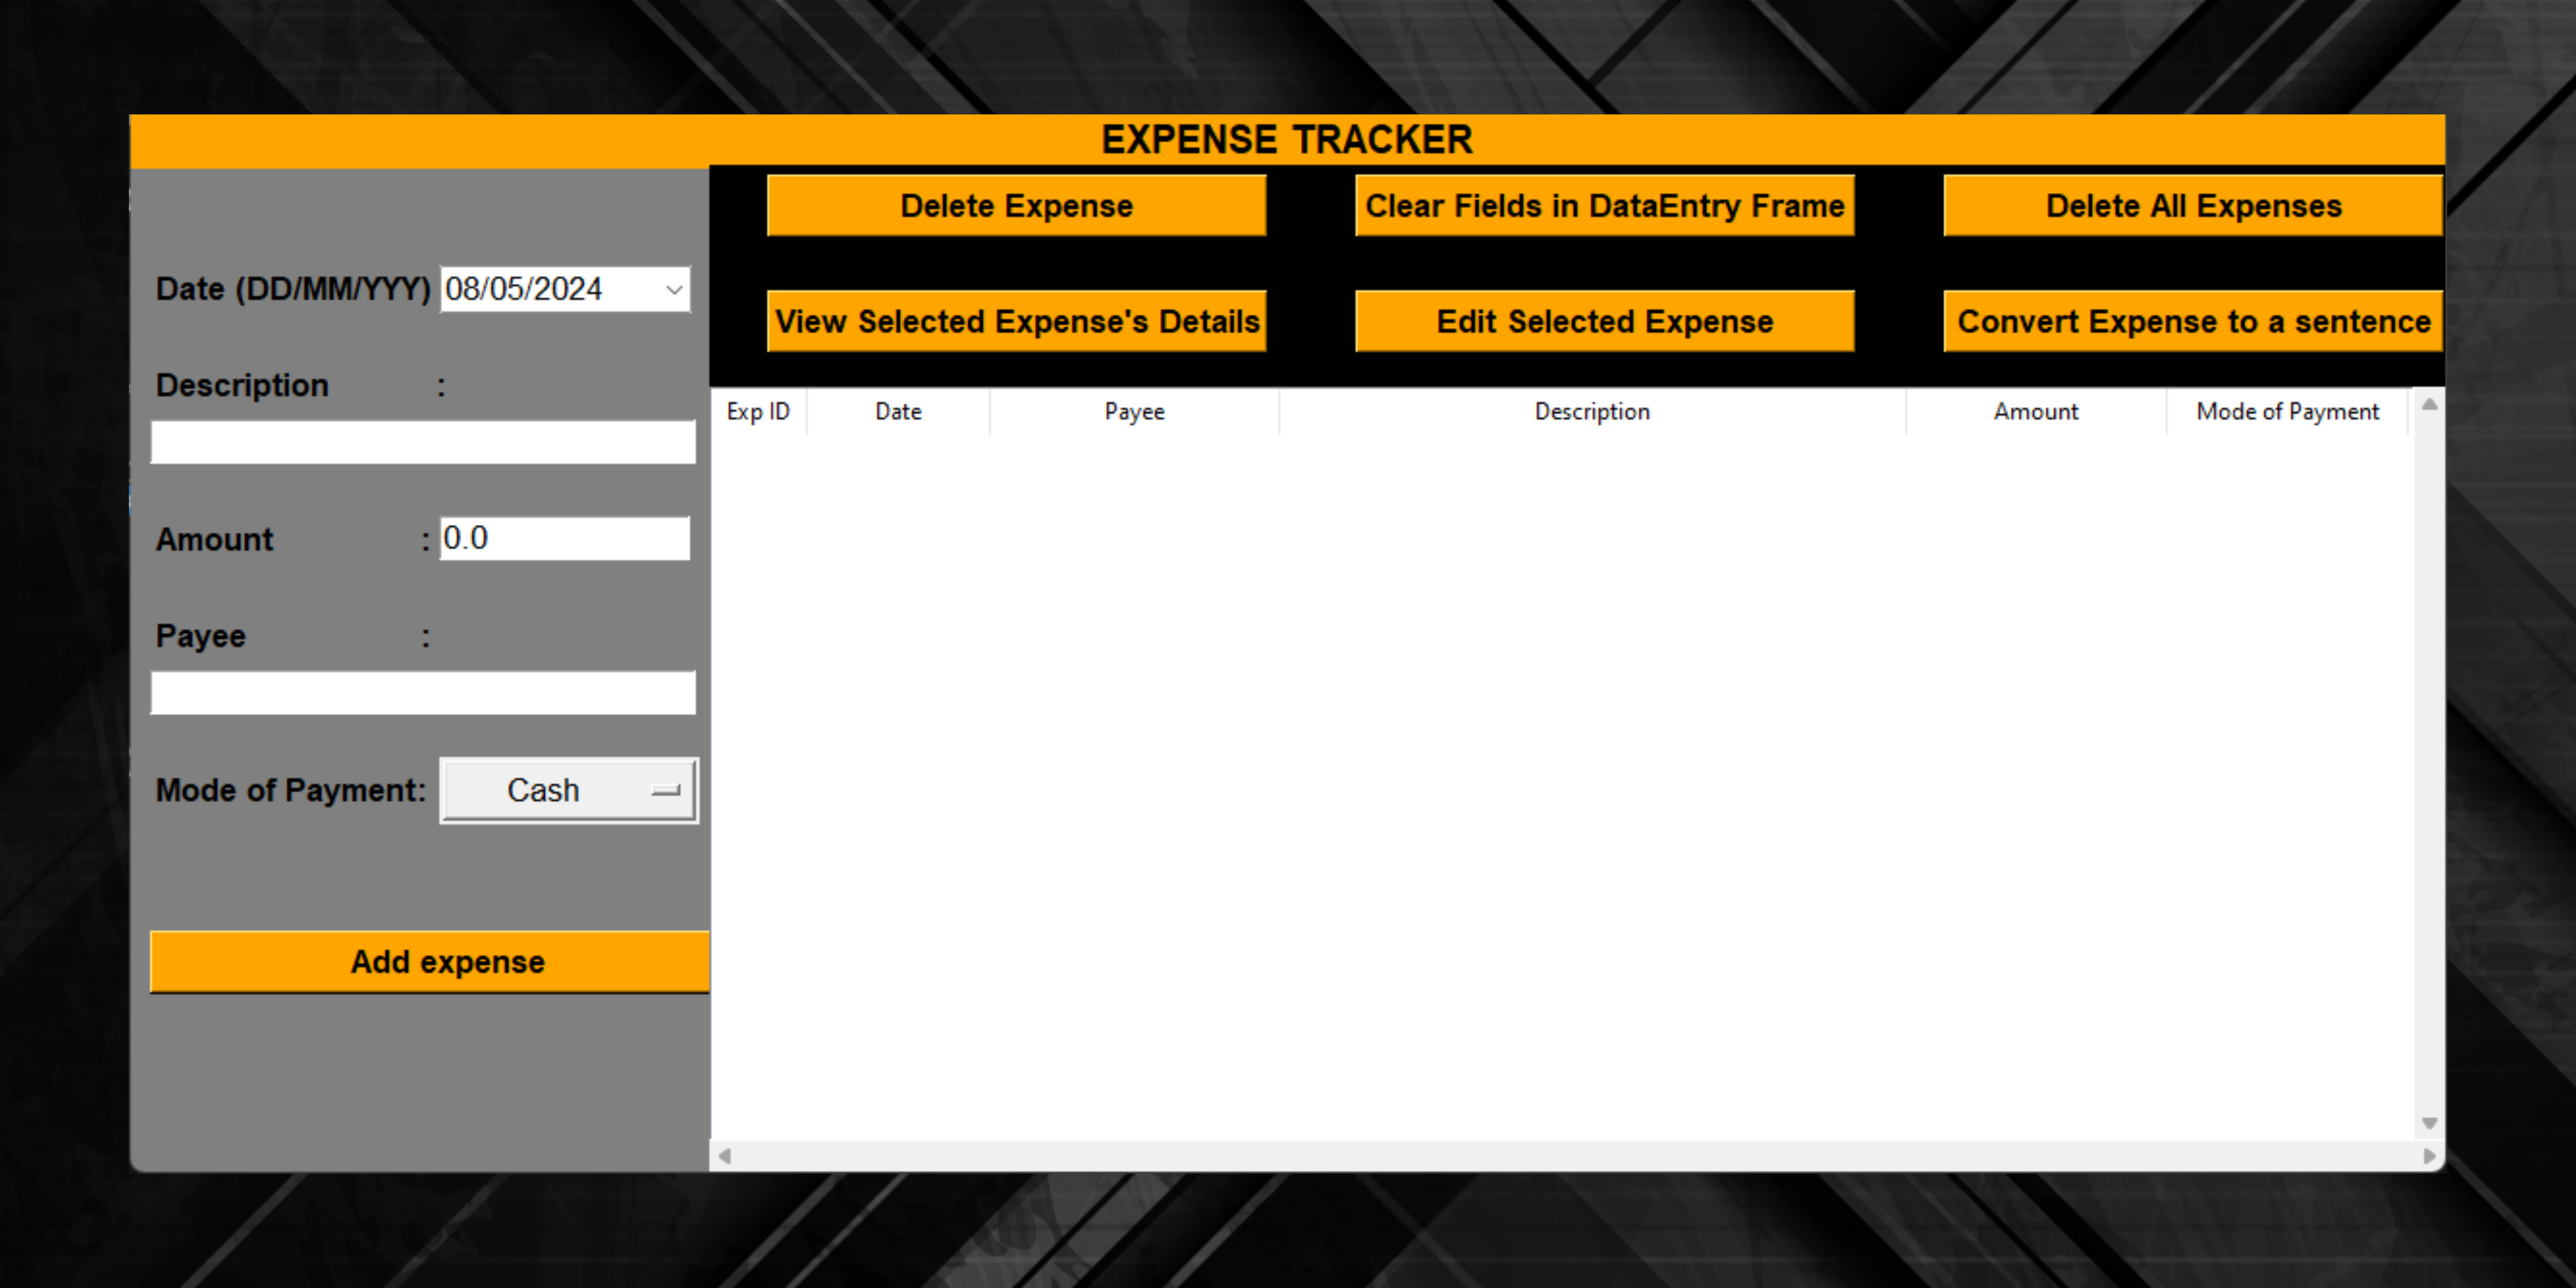 EXPENSE TRACKER
Delete Expense
Clear Fields in DataEntry Frame
Delete All Expenses
View Selected Expense's Details
Edit Selected Expense
Convert Expense to a sentence
Date (DD/MM/YYY) 08/05/2024
Description :
Amount : 0.0
Payee :
Mode of Payment: Cash
Add expense
Exp ID Date Payee Description Amount Mode of Payment